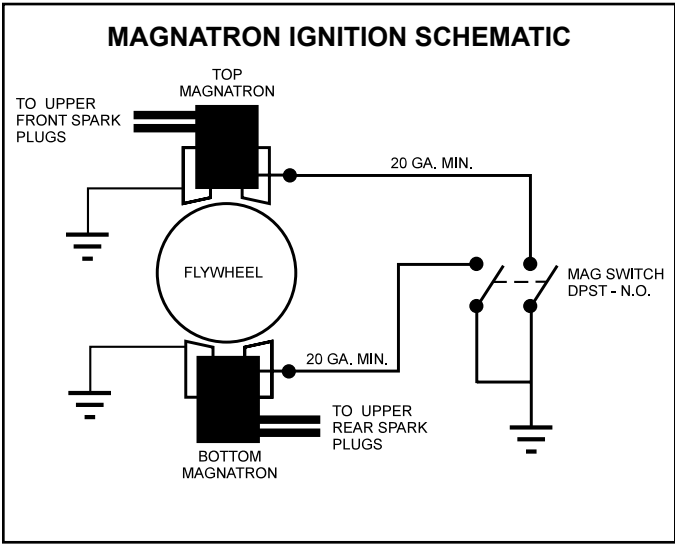 MAGNATRON IGNITION SCHEMATIC
TOP
MAGNATRON
TO UPPER
FRONT SPARK
PLUGS
20 GA. MIN.
FLYWHEEL
MAG SWITCH
DPST - N.O.
20 GA. MIN.
TO UPPER
REAR SPARK
PLUGS
BOTTOM
MAGNATRON